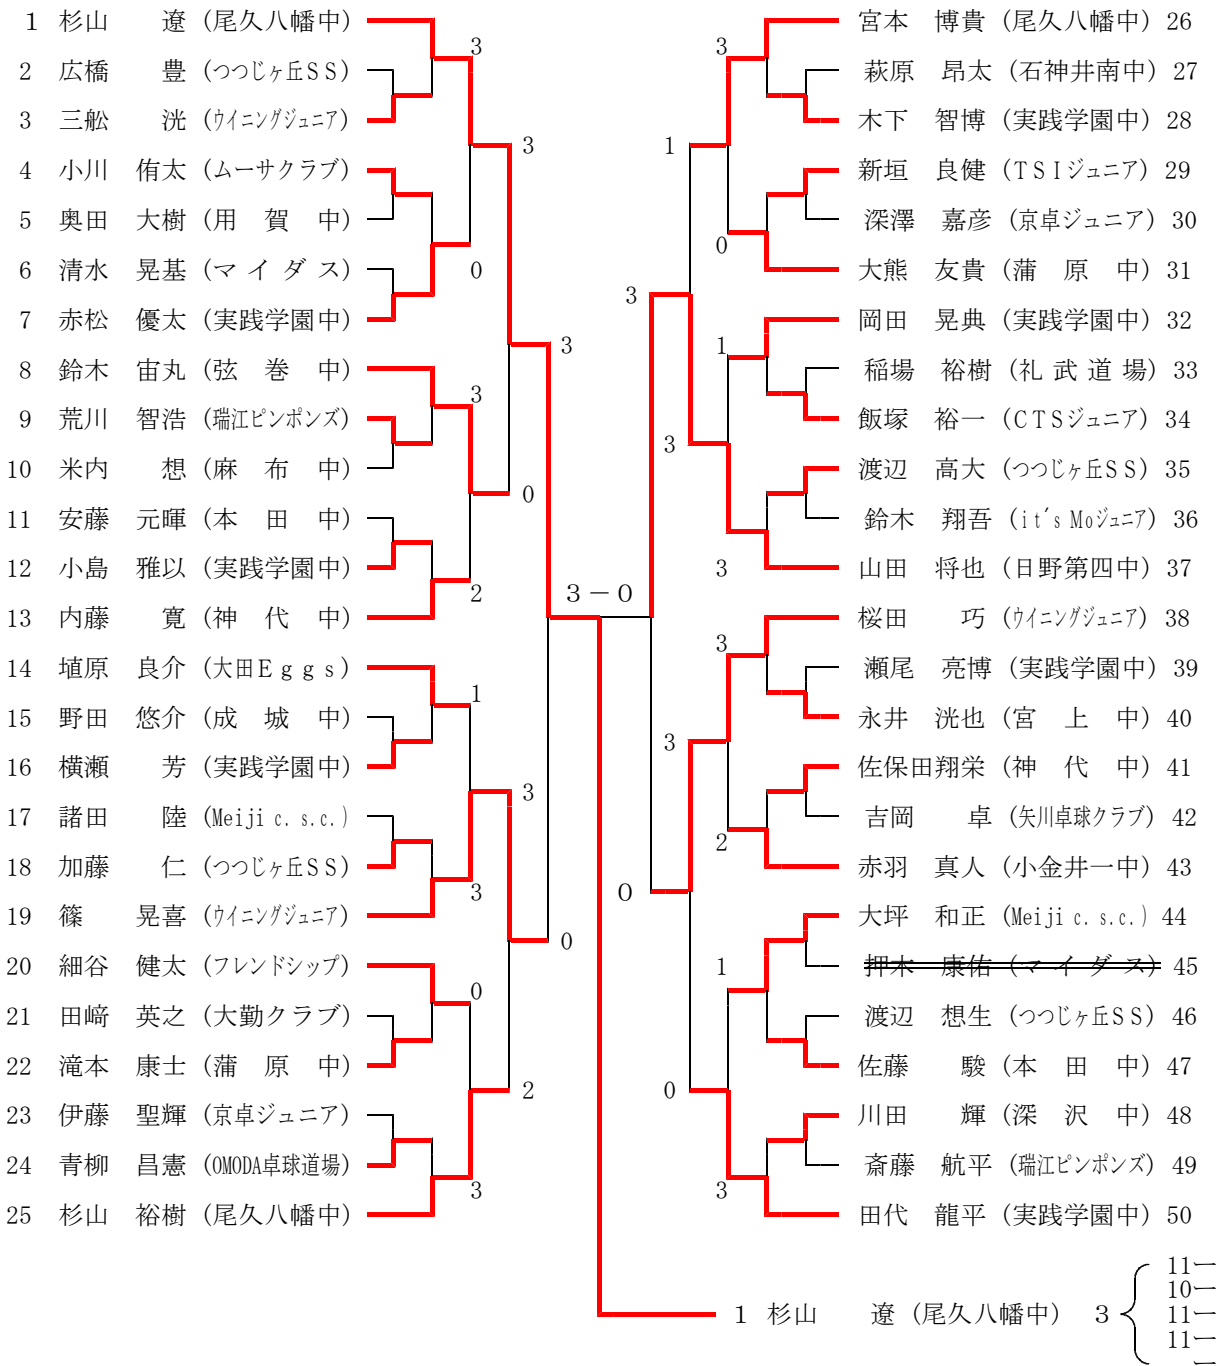 1 杉山　　遼 (尾久八幡中)
2 広橋　　豊 (つつじヶ丘ＳＳ)
3 三舩　　洸 (ウイニングジュニア)
4 小川　侑太 (ムーサクラブ)
5 奥田　大樹 (用　賀　中)
6 清水　晃基 (マ イ ダ ス)
7 赤松　優太 (実践学園中)
8 鈴木　宙丸 (弦　巻　中)
9 荒川　智浩 (瑞江ピンポンズ)
10 米内　　想 (麻　布　中)
11 安藤　元暉 (本　田　中)
12 小島　雅以 (実践学園中)
13 内藤　　寛 (神　代　中)
14 埴原　良介 (大田Ｅｇｇｓ)
15 野田　悠介 (成　城　中)
16 横瀬　　芳 (実践学園中)
17 諸田　　陸 (Meiji c. s.c.)
18 加藤　　仁 (つつじヶ丘SS)
19 篠　　晃喜 (ウイニングジュニア)
20 細谷　健太 (フレンドシップ)
21 田﨑　英之 (大勤クラブ)
22 滝本　康士 (蒲　原　中)
23 伊藤　聖輝 (京卓ジュニア)
24 青柳　昌憲 (OMODA卓球道場)
25 杉山　裕樹 (尾久八幡中)
3
0
3
2
1
3
0
3
3
0
3
2
3
0
３－０
3
0
1
3
3
0
3
0
1
3
3
2
1
3
宮本　博貴 (尾久八幡中) 26
萩原　昂太 (石神井南中) 27
木下　智博 (実践学園中) 28
新垣　良健 (ＴＳＩジュニア) 29
深澤　嘉彦 (京卓ジュニア) 30
大熊　友貴 (蒲　原　中) 31
岡田　晃典 (実践学園中) 32
稲場　裕樹 (礼 武 道 場) 33
飯塚　裕一 (ＣＴＳジュニア) 34
渡辺　高大 (つつじヶ丘ＳＳ) 35
鈴木　翔吾 (it′s Moジュニア) 36
山田　将也 (日野第四中) 37
桜田　　巧 (ウイニングジュニア) 38
瀬尾　亮博 (実践学園中) 39
永井　洸也 (宮　上　中) 40
佐保田翔栄 (神　代　中) 41
吉岡　　卓 (矢川卓球クラブ) 42
赤羽　真人 (小金井一中) 43
大坪　和正 (Meiji c. s.c.) 44
押木　康佑 (マ イ ダ ス) 45
渡辺　想生 (つつじヶ丘ＳＳ) 46
佐藤　　駿 (本　田　中) 47
川田　　輝 (深　沢　中) 48
斎藤　航平 (瑞江ピンポンズ) 49
田代　龍平 (実践学園中) 50
1 杉山　　遼 (尾久八幡中)　3
11－
10－
11－
11－
－